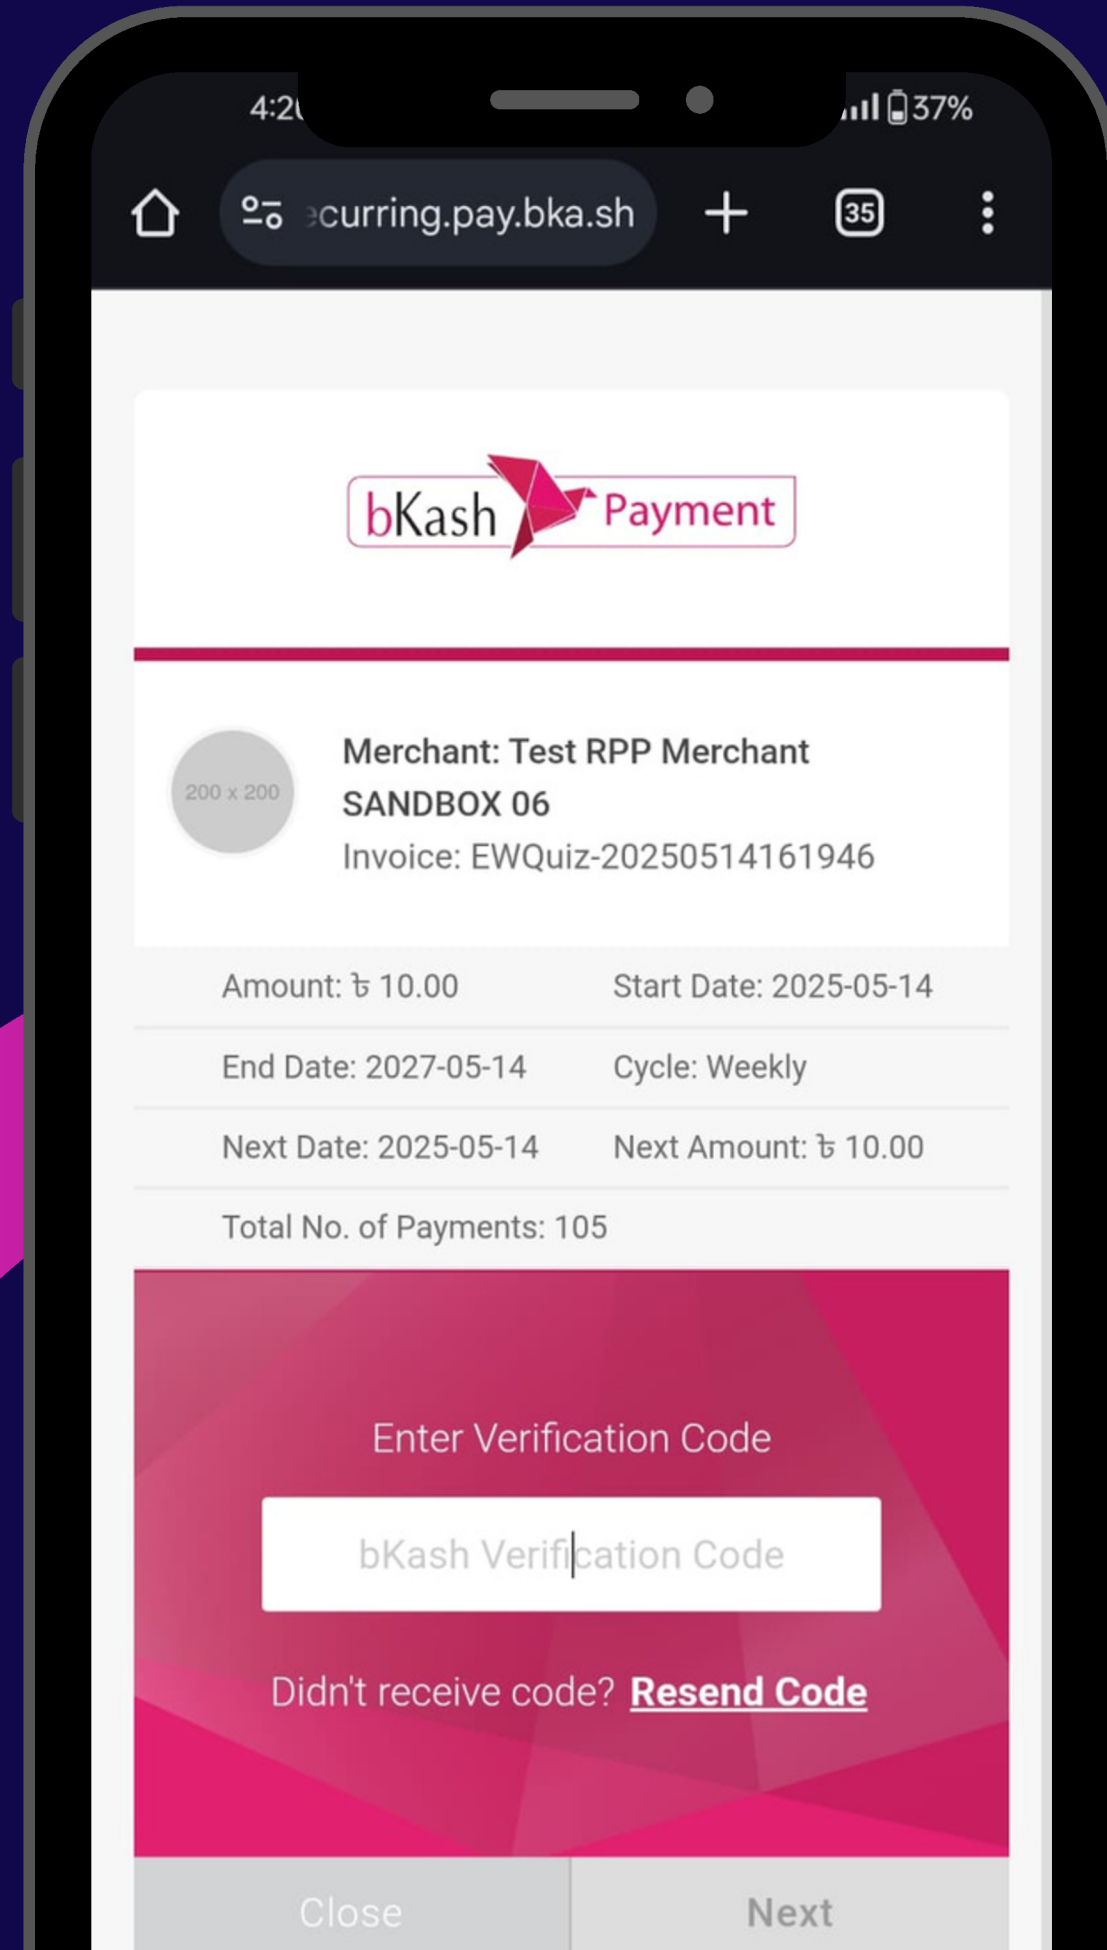 37%
35
curring.pay.bka.sh
bKash Payment
200 x 200
Merchant: Test RPP Merchant
SANDBOX 06
Invoice: EWQuiz-20250514161946
Amount: ৳ 10.00
Start Date: 2025-05-14
End Date: 2027-05-14
Cycle: Weekly
Next Date: 2025-05-14
Next Amount: ৳ 10.00
Total No. of Payments: 105
Enter Verification Code
bKash Verification Code
Didn't receive code? Resend Code
Close
Next